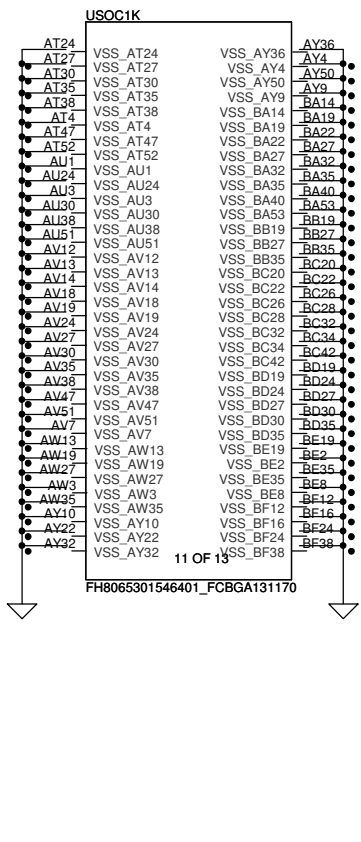 USOC1K
AT24 VSS_AT24 VSS_AY36 AY36
AT27 VSS_AT27 VSS_AY4 AY4
AT30 VSS_AT30 VSS_AY50 AY50
AT35 VSS_AT35 VSS_AY9 AY9
AT38 VSS_AT38 VSS_BA14 BA14
AT4 VSS_AT4 VSS_BA19 BA19
AT47 VSS_AT47 VSS_BA22 BA22
AT52 VSS_AT52 VSS_BA27 BA27
AU1 VSS_AU1 VSS_BA32 BA32
AU24 VSS_AU24 VSS_BA35 BA35
AU3 VSS_AU3 VSS_BA40 BA40
AU30 VSS_AU30 VSS_BA53 BA53
AU38 VSS_AU38 VSS_BB19 BB19
AU51 VSS_AU51 VSS_BB27 BB27
AV12 VSS_AV12 VSS_BB35 BB35
AV13 VSS_AV13 VSS_BC20 BC20
AV14 VSS_AV14 VSS_BC22 BC22
AV18 VSS_AV18 VSS_BC26 BC26
AV19 VSS_AV19 VSS_BC28 BC28
AV24 VSS_AV24 VSS_BC32 BC32
AV27 VSS_AV27 VSS_BC34 BC34
AV30 VSS_AV30 VSS_BC42 BC42
AV35 VSS_AV35 VSS_BD19 BD19
AV38 VSS_AV38 VSS_BD24 BD24
AV47 VSS_AV47 VSS_BD27 BD27
AV51 VSS_AV51 VSS_BD30 BD30
AV7 VSS_AV7 VSS_BD35 BD35
AW13 VSS_AW13 VSS_BE19 BE19
AW19 VSS_AW19 VSS_BE2 BE2
AW27 VSS_AW27 VSS_BE35 BE35
AW3 VSS_AW3 VSS_BE8 BE8
AW35 VSS_AW35 VSS_BF12 BF12
AY10 VSS_AY10 VSS_BF16 BF16
AY22 VSS_AY22 VSS_BF24 BF24
AY32 VSS_AY32 VSS_BF38 BF38
11 OF 13
FH8065301546401_FCBGA131170